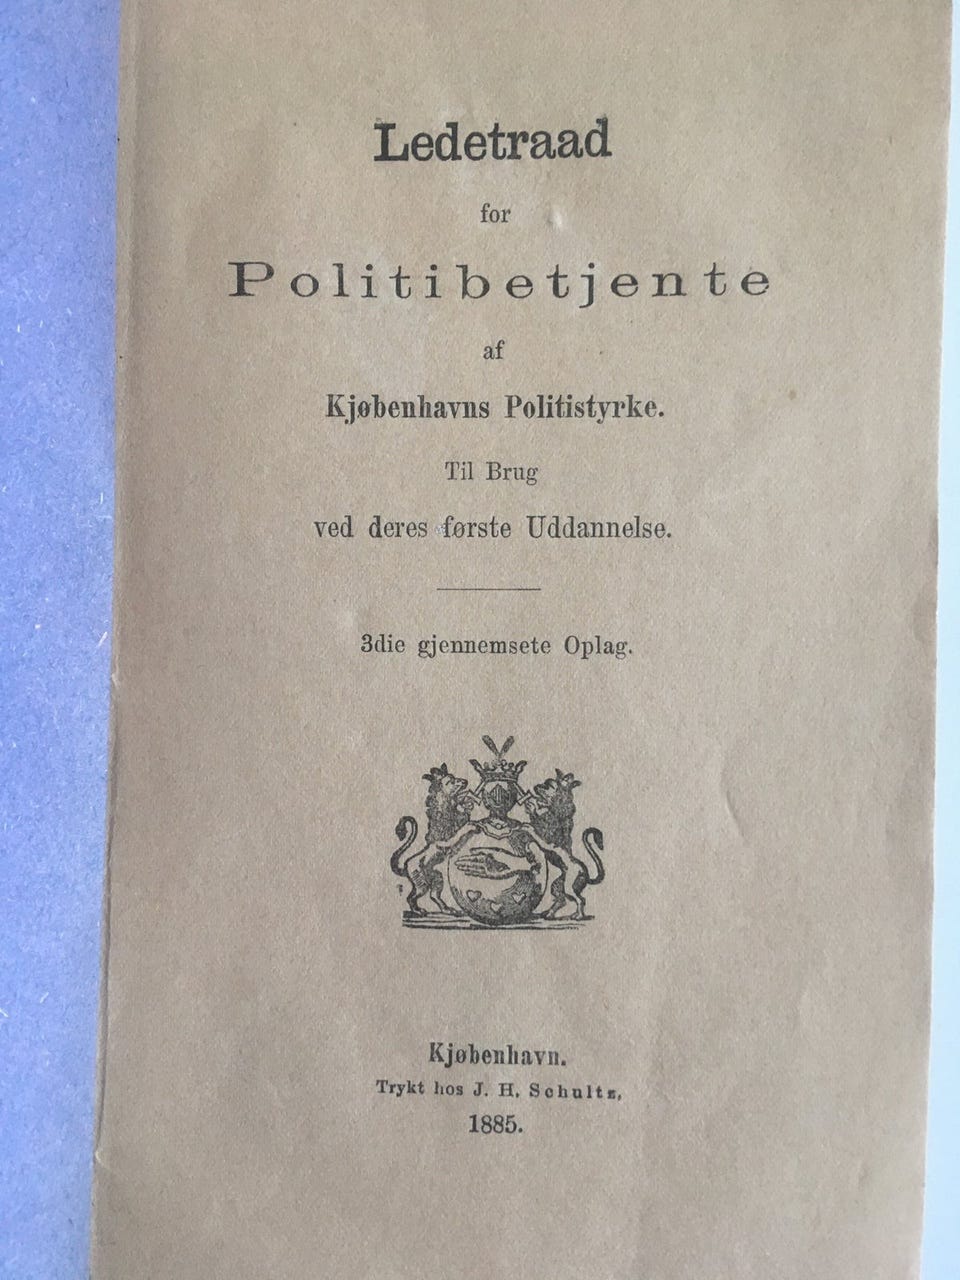 Ledetraad
for
Politibetjente
af
Kjøbenhavns Politistyrke.
Til Brug
ved deres første Uddannelse.
3die gjennemsete Oplag.
Kjøbenhavn.
Trykt hos J. H. Schultz,
1885.